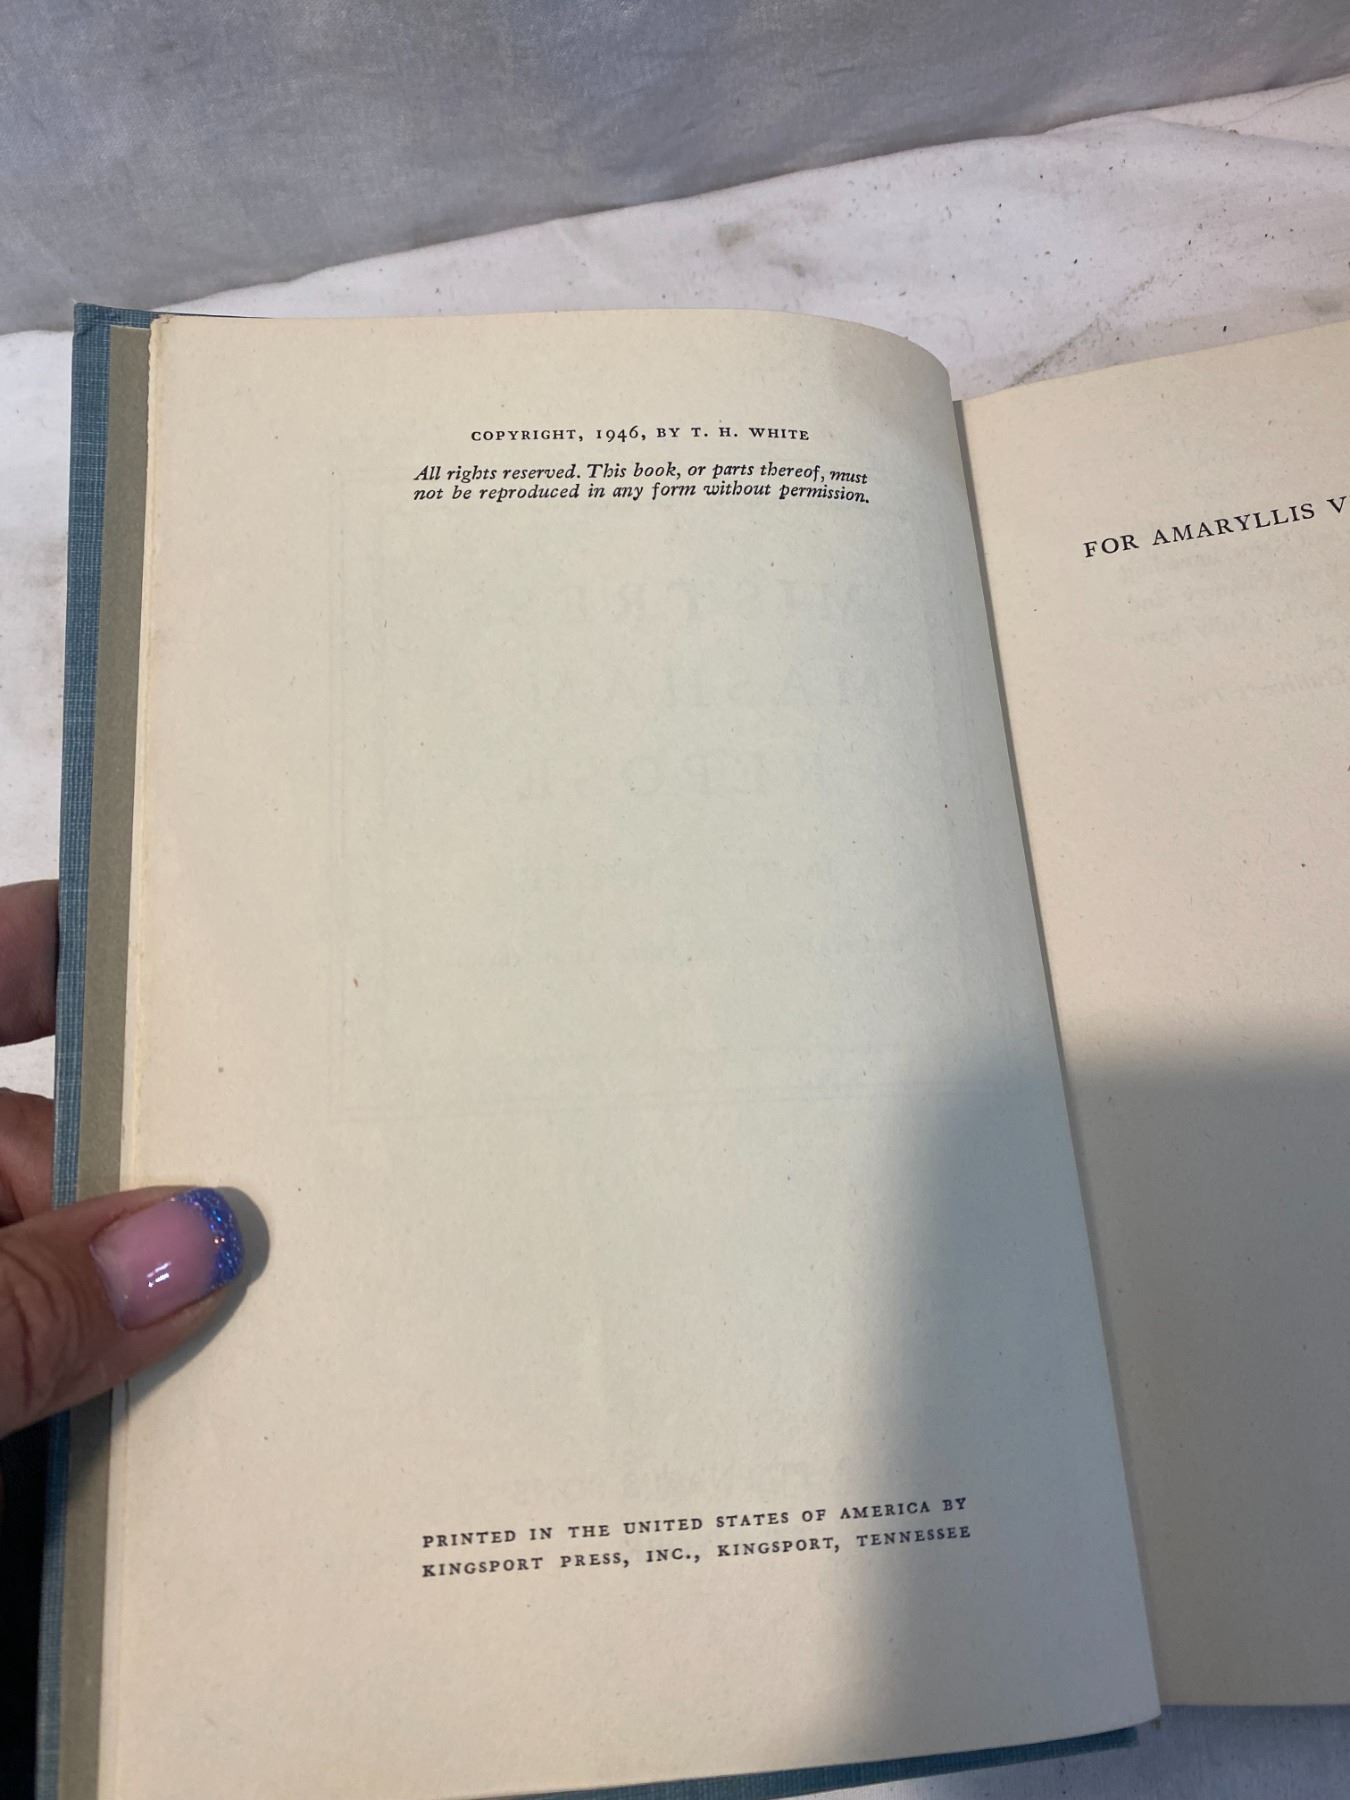 COPYRIGHT, 1946, BY T. H. WHITE
All rights reserved. This book, or parts thereof, must
not be reproduced in any form without permission.
PRINTED IN THE UNITED STATES OF AMERICA BY
KINGSPORT PRESS, INC., KINGSPORT, TENNESSEE
FOR AMARYLLIS V